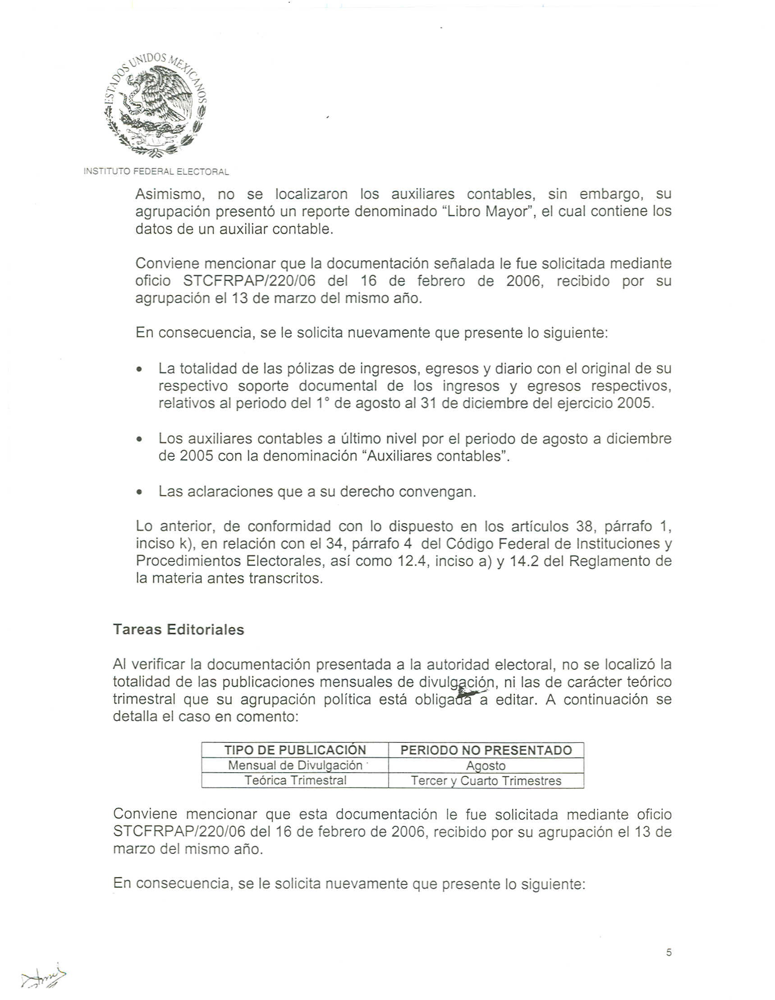 ESTADOS UNIDOS MEXICANOS
INSTITUTO FEDERAL ELECTORAL
Asimismo, no se localizaron los auxiliares contables, sin embargo, su
agrupación presentó un reporte denominado “Libro Mayor”, el cual contiene los
datos de un auxiliar contable.
Conviene mencionar que la documentación señalada le fue solicitada mediante
oficio STCFRPAP/220/06 del 16 de febrero de 2006, recibido por su
agrupación el 13 de marzo del mismo año.
En consecuencia, se le solicita nuevamente que presente lo siguiente:
• La totalidad de las pólizas de ingresos, egresos y diario con el original de su
respectivo soporte documental de los ingresos y egresos respectivos,
relativos al periodo del 1° de agosto al 31 de diciembre del ejercicio 2005.
• Los auxiliares contables a último nivel por el periodo de agosto a diciembre
de 2005 con la denominación “Auxiliares contables”.
• Las aclaraciones que a su derecho convengan.
Lo anterior, de conformidad con lo dispuesto en los artículos 38, párrafo 1,
inciso k), en relación con el 34, párrafo 4 del Código Federal de Instituciones y
Procedimientos Electorales, así como 12.4, inciso a) y 14.2 del Reglamento de
la materia antes transcritos.
Tareas Editoriales
Al verificar la documentación presentada a la autoridad electoral, no se localizó la
totalidad de las publicaciones mensuales de divulgación, ni las de carácter teórico
trimestral que su agrupación política está obligada a editar. A continuación se
detalla el caso en comento:
TIPO DE PUBLICACIÓN PERIODO NO PRESENTADO
Mensual de Divulgación Agosto
Teórica Trimestral Tercer y Cuarto Trimestres
Conviene mencionar que esta documentación le fue solicitada mediante oficio
STCFRPAP/220/06 del 16 de febrero de 2006, recibido por su agrupación el 13 de
marzo del mismo año.
En consecuencia, se le solicita nuevamente que presente lo siguiente:
5